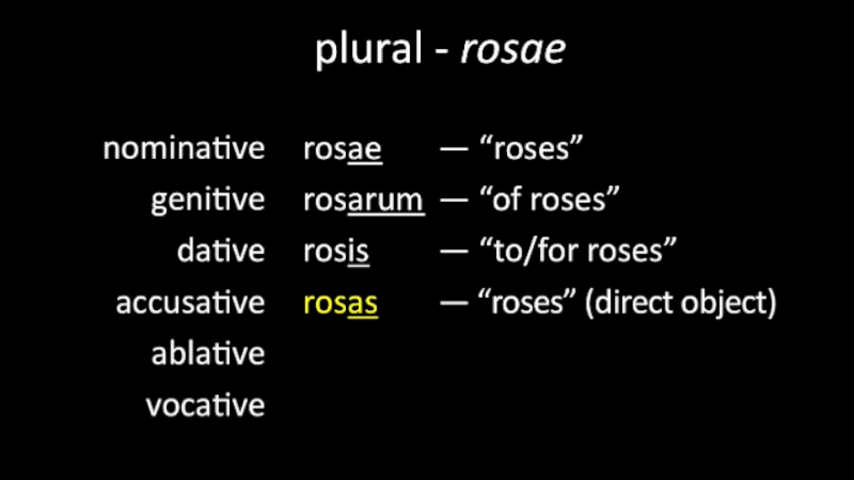 plural - rosae
nominative rosae — “roses”
genitive rosarum — “of roses”
dative rosis — “to/for roses”
accusative rosas — “roses” (direct object)
ablative
vocative